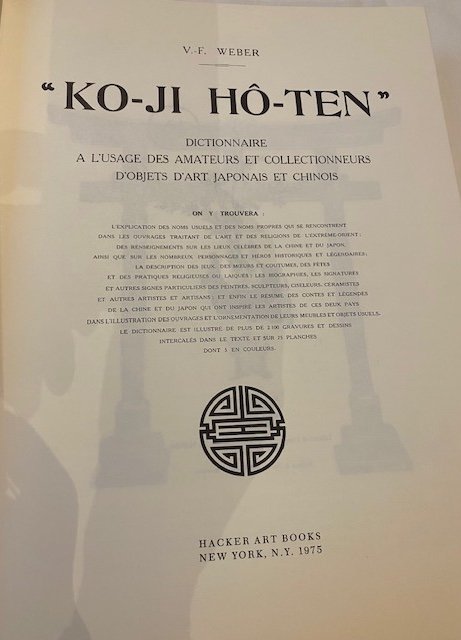 V.-F. WEBER
“KO-JI HÔ-TEN”
DICTIONNAIRE
A L'USAGE DES AMATEURS ET COLLECTIONNEURS
D'OBJETS D'ART JAPONAIS ET CHINOIS
ON Y TROUVERA :
L'EXPLICATION DES NOMS USUELS ET DES NOMS PROPRES QUI SE RENCONTRENT
DANS LES OUVRAGES TRAITANT DE L'ART ET DES RELIGIONS DE L'EXTRÊME-ORIENT ;
DES RENSEIGNEMENTS SUR LES LIEUX CÉLÈBRES DE LA CHINE ET DU JAPON,
AINSI QUE SUR LES NOMBREUX PERSONNAGES ET HÉROS HISTORIQUES ET LÉGENDAIRES ;
LA DESCRIPTION DES JEUX, DES MŒURS ET COUTUMES, DES FÊTES
ET DES PRATIQUES RELIGIEUSES OU LAIQUES ; LES BIOGRAPHIES, LES SIGNATURES
ET AUTRES SIGNES PARTICULIERS DES PEINTRES, SCULPTEURS, CISELEURS, CÉRAMISTES
ET AUTRES ARTISTES ET ARTISANS ; ET ENFIN LE RÉSUMÉ DES CONTES ET LÉGENDES
DE LA CHINE ET DU JAPON QUI ONT INSPIRÉ LES ARTISTES DE CES DEUX PAYS
DANS L'ILLUSTRATION DES OUVRAGES ET L'ORNEMENTATION DE LEURS MEUBLES ET OBJETS USUELS.
LE DICTIONNAIRE EST ILLUSTRÉ DE PLUS DE 2.100 GRAVURES ET DESSINS
INTERCALÉS DANS LE TEXTE ET SUR 75 PLANCHES
DONT 5 EN COULEURS.
HACKER ART BOOKS
NEW YORK, N.Y. 1975